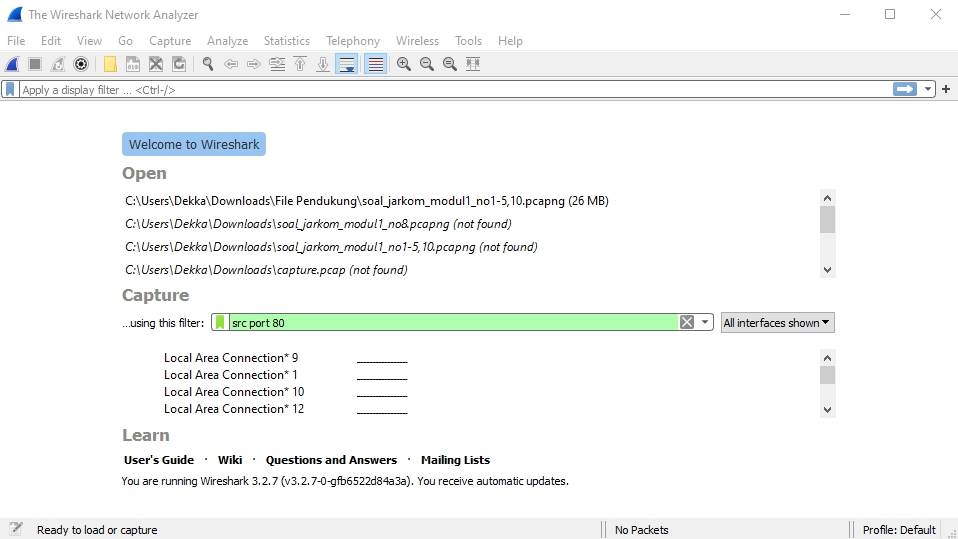 The Wireshark Network Analyzer
File Edit View Go Capture Analyze Statistics Telephony Wireless Tools Help
Apply a display filter ... <Ctrl-/>
Welcome to Wireshark
Open
C:\Users\Dekka\Downloads\File Pendukung\soal_jarkom_modul1_no1-5,10.pcapng (26 MB)
C:\Users\Dekka\Downloads\soal_jarkom_modul1_no8.pcapng (not found)
C:\Users\Dekka\Downloads\soal_jarkom_modul1_no1-5,10.pcapng (not found)
C:\Users\Dekka\Downloads\capture.pcap (not found)
Capture
...using this filter: src port 80 All interfaces shown
Local Area Connection* 9
Local Area Connection* 1
Local Area Connection* 10
Local Area Connection* 12
Learn
User's Guide · Wiki · Questions and Answers · Mailing Lists
You are running Wireshark 3.2.7 (v3.2.7-0-gfb6522d84a3a). You receive automatic updates.
Ready to load or capture No Packets Profile: Default